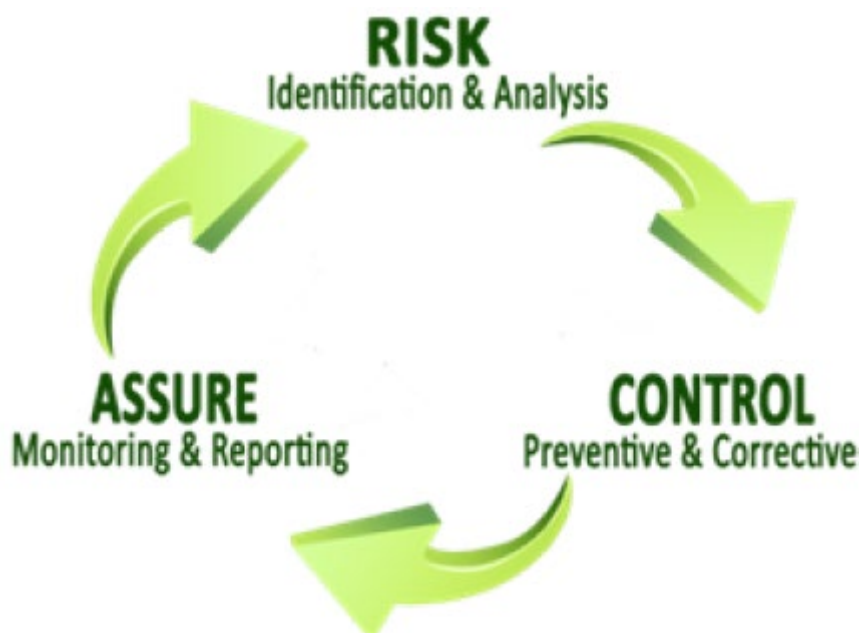 RISK
Identification & Analysis
ASSURE
Monitoring & Reporting
CONTROL
Preventive & Corrective